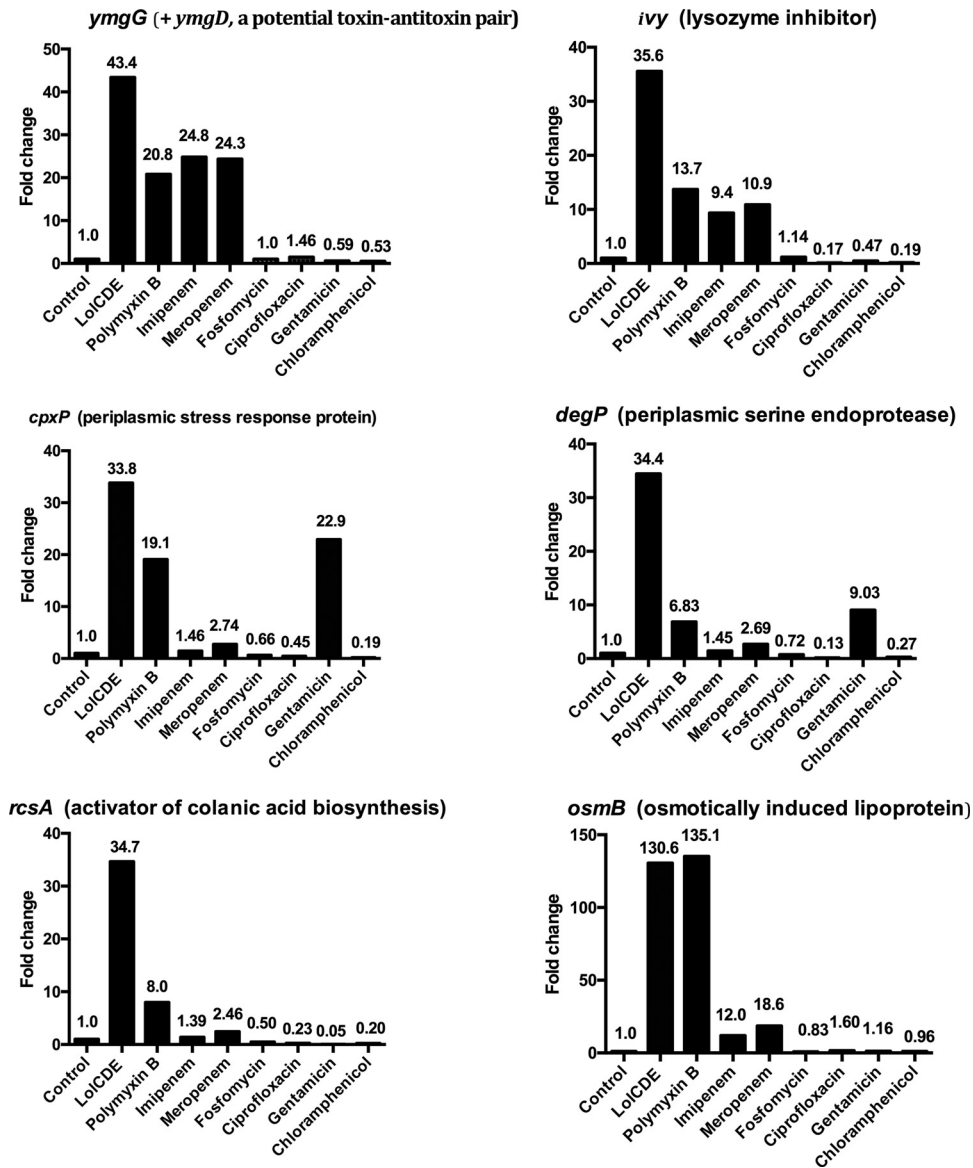 ymgG (+ ymgD, a potential toxin-antitoxin pair)
Fold change
50
40
30
20
10
0
1.0
43.4
20.8
24.8
24.3
1.0
1.46
0.59
0.53
Control
LolCDE
Polymyxin B
Imipenem
Meropenem
Fosfomycin
Ciprofloxacin
Gentamicin
Chloramphenicol
ivy (lysozyme inhibitor)
Fold change
40
30
20
10
0
1.0
35.6
13.7
9.4
10.9
1.14
0.17
0.47
0.19
Control
LolCDE
Polymyxin B
Imipenem
Meropenem
Fosfomycin
Ciprofloxacin
Gentamicin
Chloramphenicol
cpxP (periplasmic stress response protein)
Fold change
40
30
20
10
0
1.0
33.8
19.1
1.46
2.74
0.66
0.45
22.9
0.19
Control
LolCDE
Polymyxin B
Imipenem
Meropenem
Fosfomycin
Ciprofloxacin
Gentamicin
Chloramphenicol
degP (periplasmic serine endoprotease)
Fold change
40
30
20
10
0
1.0
34.4
6.83
1.45
2.69
0.72
0.13
9.03
0.27
Control
LolCDE
Polymyxin B
Imipenem
Meropenem
Fosfomycin
Ciprofloxacin
Gentamicin
Chloramphenicol
rcsA (activator of colanic acid biosynthesis)
Fold change
40
30
20
10
0
1.0
34.7
8.0
1.39
2.46
0.50
0.23
0.05
0.20
Control
LolCDE
Polymyxin B
Imipenem
Meropenem
Fosfomycin
Ciprofloxacin
Gentamicin
Chloramphenicol
osmB (osmotically induced lipoprotein)
Fold change
150
100
50
0
1.0
130.6
135.1
12.0
18.6
0.83
1.60
1.16
0.96
Control
LolCDE
Polymyxin B
Imipenem
Meropenem
Fosfomycin
Ciprofloxacin
Gentamicin
Chloramphenicol